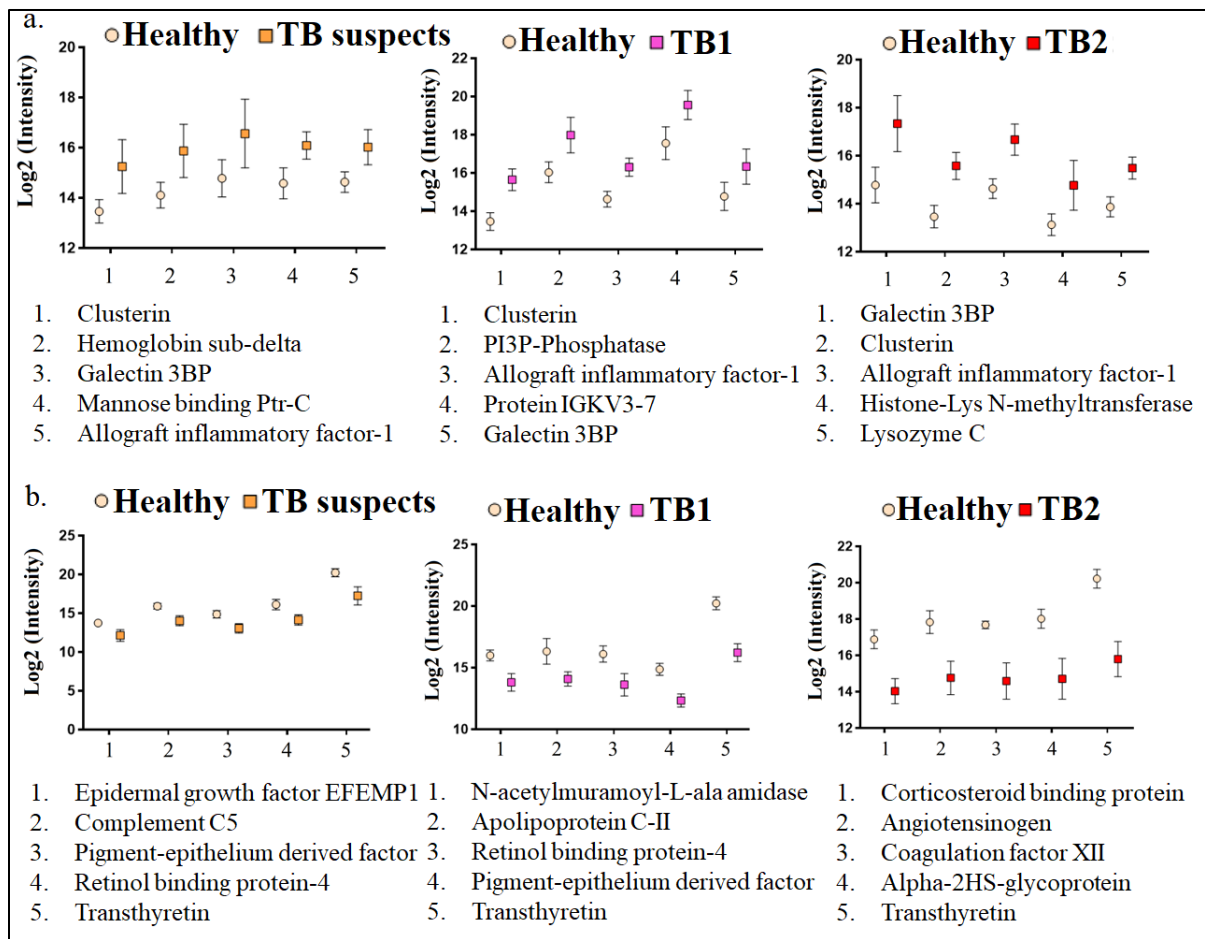 a.
Healthy TB suspects
Log2 (Intensity)
20
18
16
14
12
1 2 3 4 5
1. Clusterin
2. Hemoglobin sub-delta
3. Galectin 3BP
4. Mannose binding Ptr-C
5. Allograft inflammatory factor-1
Healthy TB1
Log2 (Intensity)
22
20
18
16
14
12
1 2 3 4 5
1. Clusterin
2. PI3P-Phosphatase
3. Allograft inflammatory factor-1
4. Protein IGKV3-7
5. Galectin 3BP
Healthy TB2
Log2 (Intensity)
20
18
16
14
12
1 2 3 4 5
1. Galectin 3BP
2. Clusterin
3. Allograft inflammatory factor-1
4. Histone-Lys N-methyltransferase
5. Lysozyme C
b.
Healthy TB suspects
Log2 (Intensity)
25
20
15
10
5
0
1 2 3 4 5
1. Epidermal growth factor EFEMP1
2. Complement C5
3. Pigment-epithelium derived factor
4. Retinol binding protein-4
5. Transthyretin
Healthy TB1
Log2 (Intensity)
25
20
15
10
1 2 3 4 5
1. N-acetylmuramoyl-L-ala amidase
2. Apolipoprotein C-II
3. Retinol binding protein-4
4. Pigment-epithelium derived factor
5. Transthyretin
Healthy TB2
Log2 (Intensity)
22
20
18
16
14
12
1 2 3 4 5
1. Corticosteroid binding protein
2. Angiotensinogen
3. Coagulation factor XII
4. Alpha-2HS-glycoprotein
5. Transthyretin